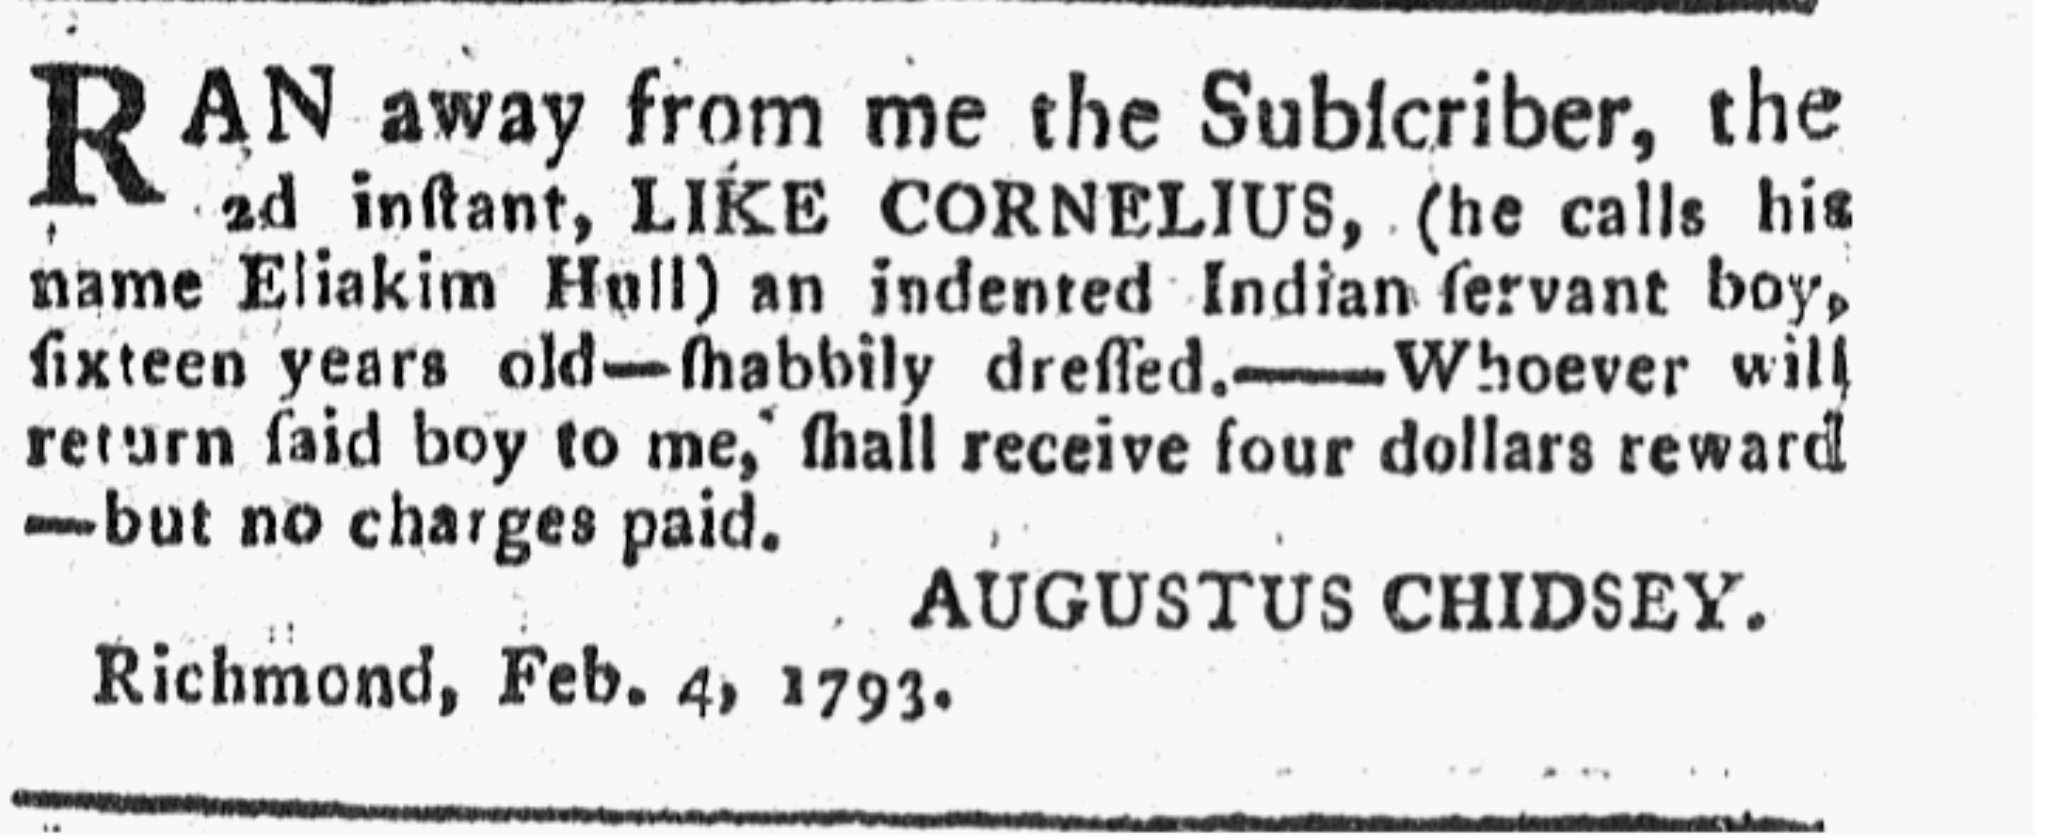 RAN away from me the Subſcriber, the
2d inſtant, LIKE CORNELIUS, (he calls his
name Eliakim Hull) an indented Indian ſervant boy,
ſixteen years old—ſhabbily dreſſed.——Whoever will
return ſaid boy to me, ſhall receive four dollars reward
—but no charges paid.
AUGUSTUS CHIDSEY.
Richmond, Feb. 4, 1793.